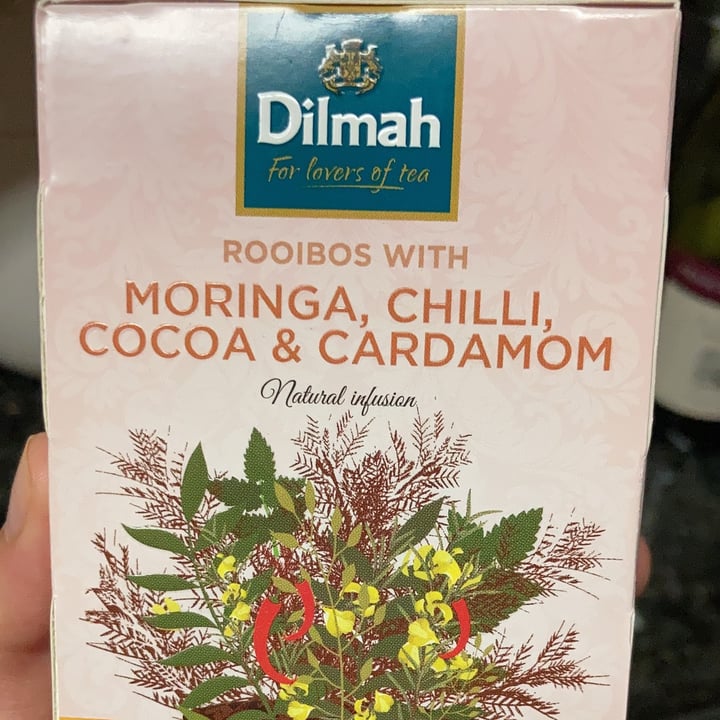 Dilmah
For lovers of tea
ROOIBOS WITH
MORINGA, CHILLI,
COCOA & CARDAMOM
Natural infusion